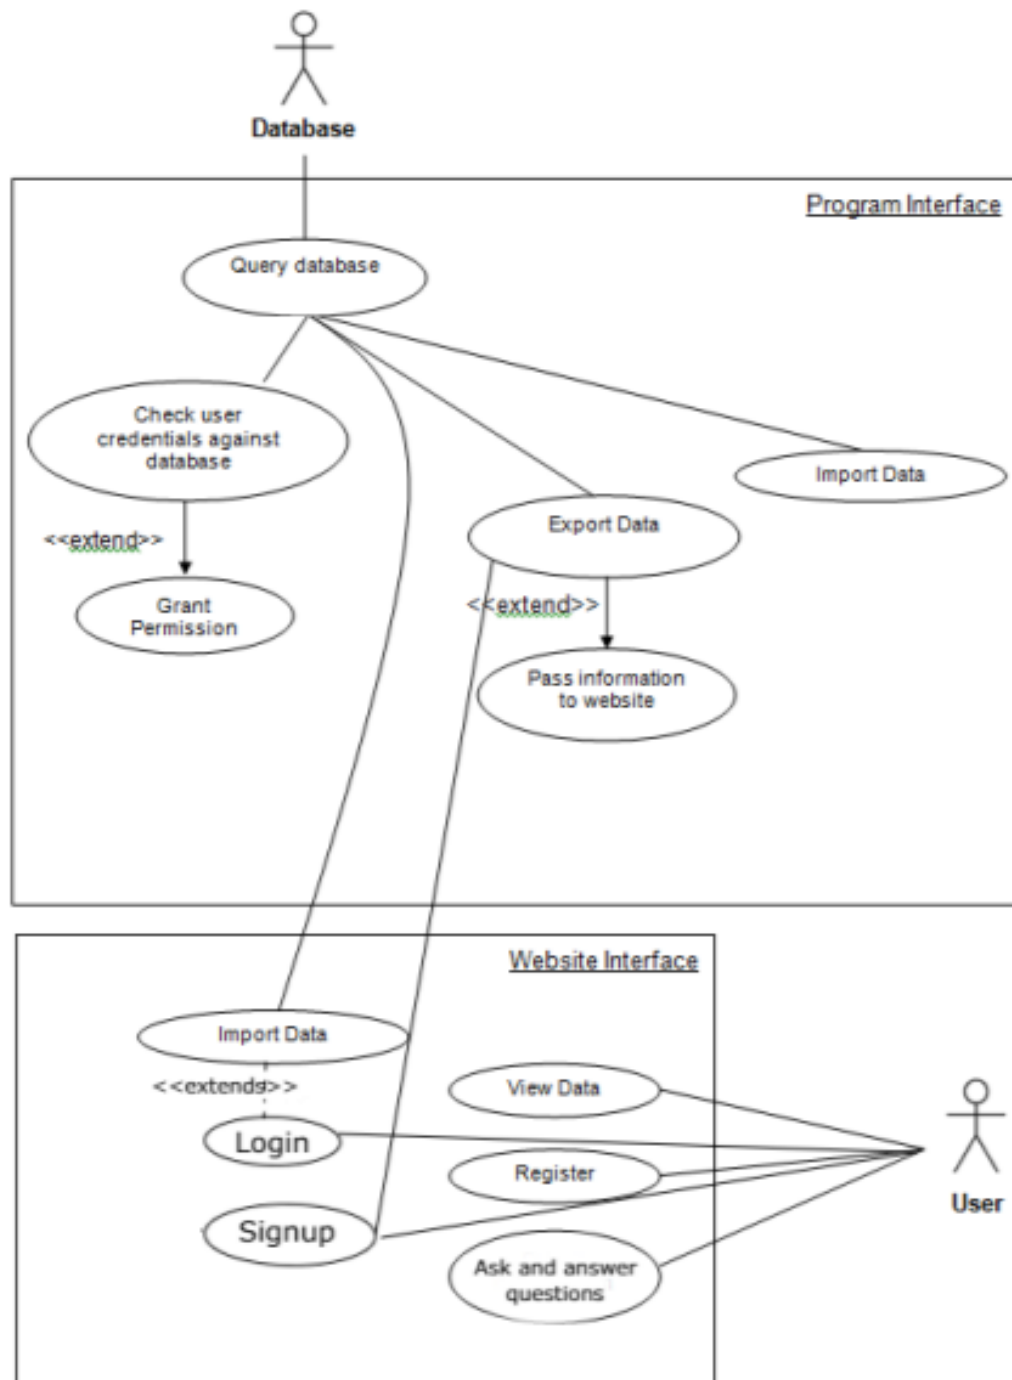 Database
Program Interface
Query database
Check user
credentials against
database
Import Data
Export Data
<<extend>>
<<extend>>
Grant
Permission
Pass information
to website
Website Interface
Import Data
<<extends>>
View Data
Login
Register
User
Signup
Ask and answer
questions